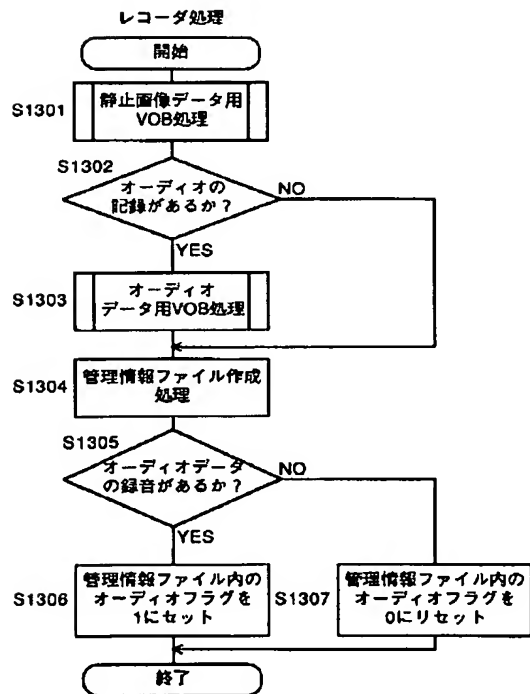 レコーダ処理
開始
S1301
静止画像データ用
VOB処理
S1302
オーディオの
記録があるか？
NO
YES
S1303
オーディオ
データ用VOB処理
S1304
管理情報ファイル作成
処理
S1305
オーディオデータ
の録音があるか？
NO
YES
S1306
管理情報ファイル内の
オーディオフラグを
1にセット
S1307
管理情報ファイル内の
オーディオフラグを
0にリセット
終了